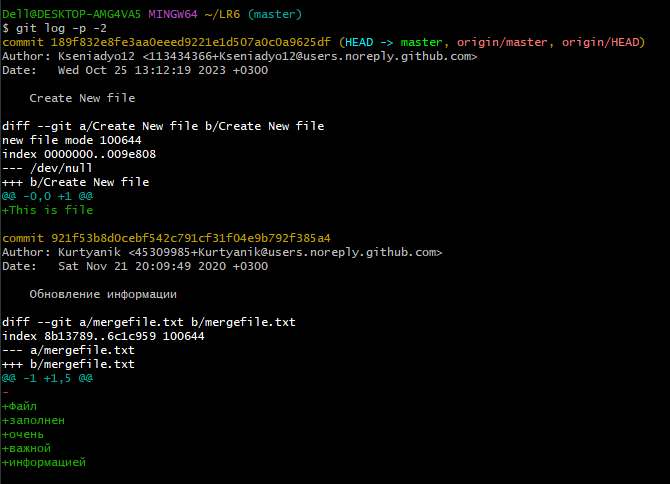 Dell@DESKTOP-AMG4VA5 MINGW64 ~/LR6 (master)
$ git log -p -2
commit 189f832e8fe3aa0eeed9221e1d507a0c0a9625df (HEAD -> master, origin/master, origin/HEAD)
Author: Kseniadyo12 <113434366+Kseniadyo12@users.noreply.github.com>
Date:   Wed Oct 25 13:12:19 2023 +0300
    Create New file
diff --git a/Create New file b/Create New file
new file mode 100644
index 0000000..009e808
--- /dev/null
+++ b/Create New file
@@ -0,0 +1 @@
+This is file
commit 921f53b8d0cebf542c791cf31f04e9b792f385a4
Author: Kurtyanik <45309985+Kurtyanik@users.noreply.github.com>
Date:   Sat Nov 21 20:09:49 2020 +0300
    Обновление информации
diff --git a/mergefile.txt b/mergefile.txt
index 8b13789..6c1c959 100644
--- a/mergefile.txt
+++ b/mergefile.txt
@@ -1 +1,5 @@
-
+Файл
+заполнен
+очень
+важной
+информацией